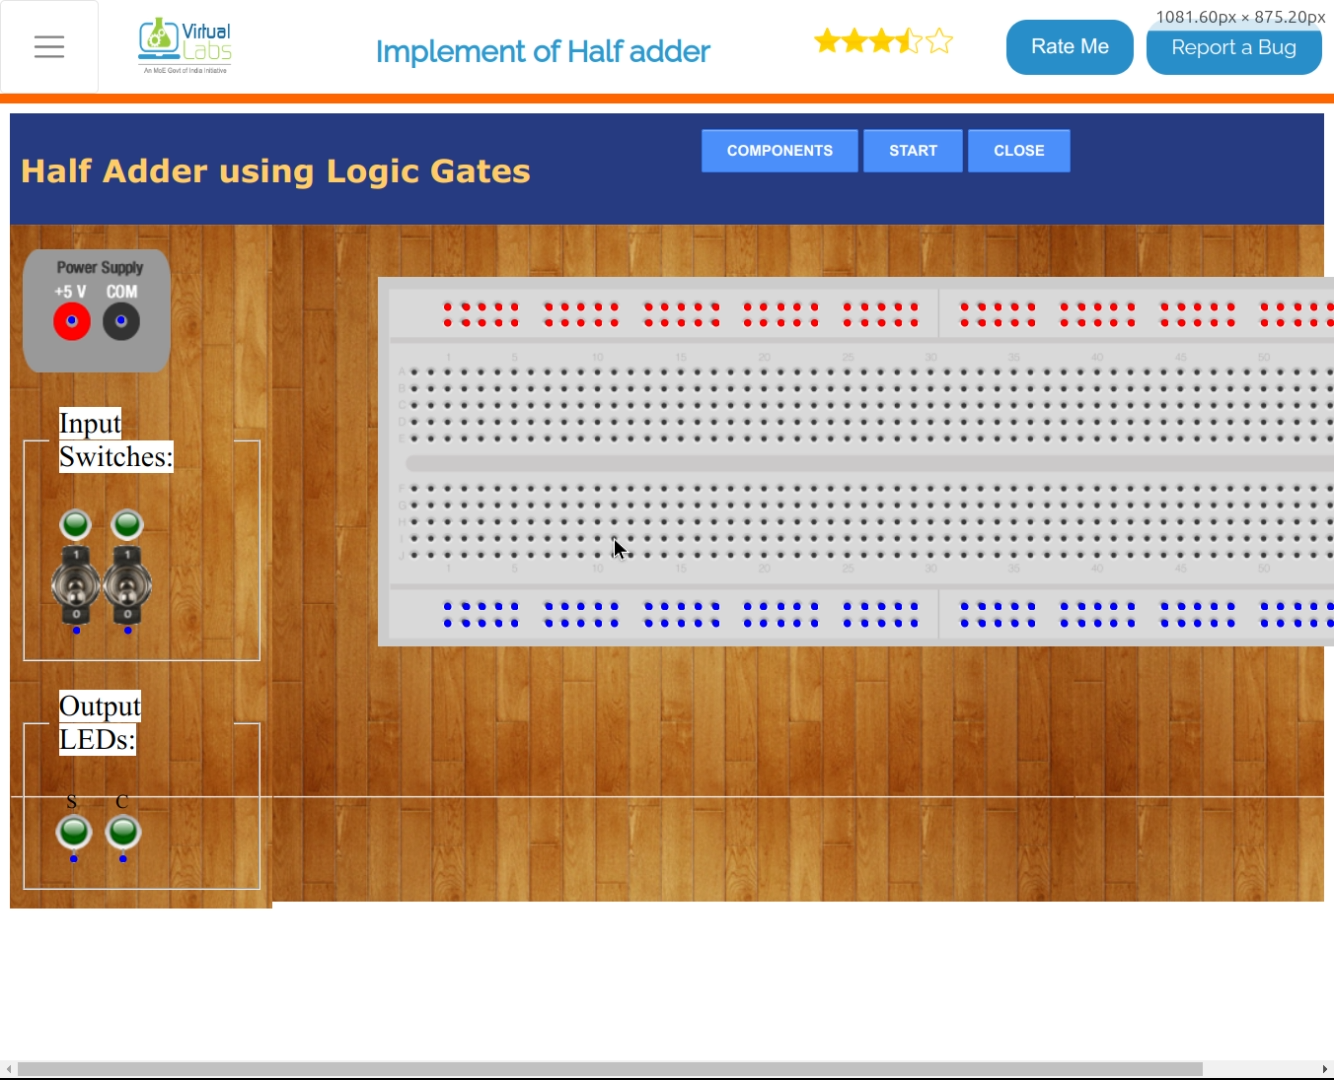 1081.60px × 875.20px
Virtual
Labs
An MoE Govt of India Initiative
Implement of Half adder
Rate Me
Report a Bug
Half Adder using Logic Gates
COMPONENTS
START
CLOSE
Power Supply
+5 V COM
1 5 10 15 20 25 30 35 40 45 50
A
B
C
D
E
F
G
H
I
J
1 5 10 15 20 25 30 35 40 45 50
Input
Switches:
1 1
0 0
Output
LEDs:
S C